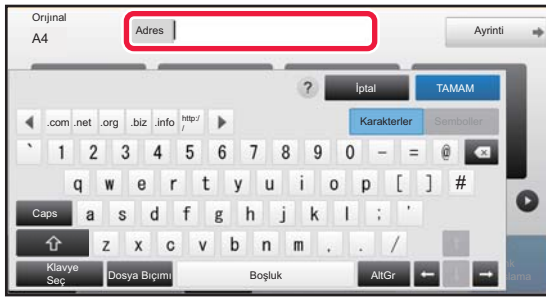 Orijinal
A4
Adres
Ayrinti
? İptal TAMAM
.com .net .org .biz .info http:/
/
Karakterler Semboller
` 1 2 3 4 5 6 7 8 9 0 - = @
q w e r t y u i o p [ ] #
Caps a s d f g h j k l ; '
z x c v b n m , . /
Klavye
Seç
Dosya Bıçımı Boşluk AltGr